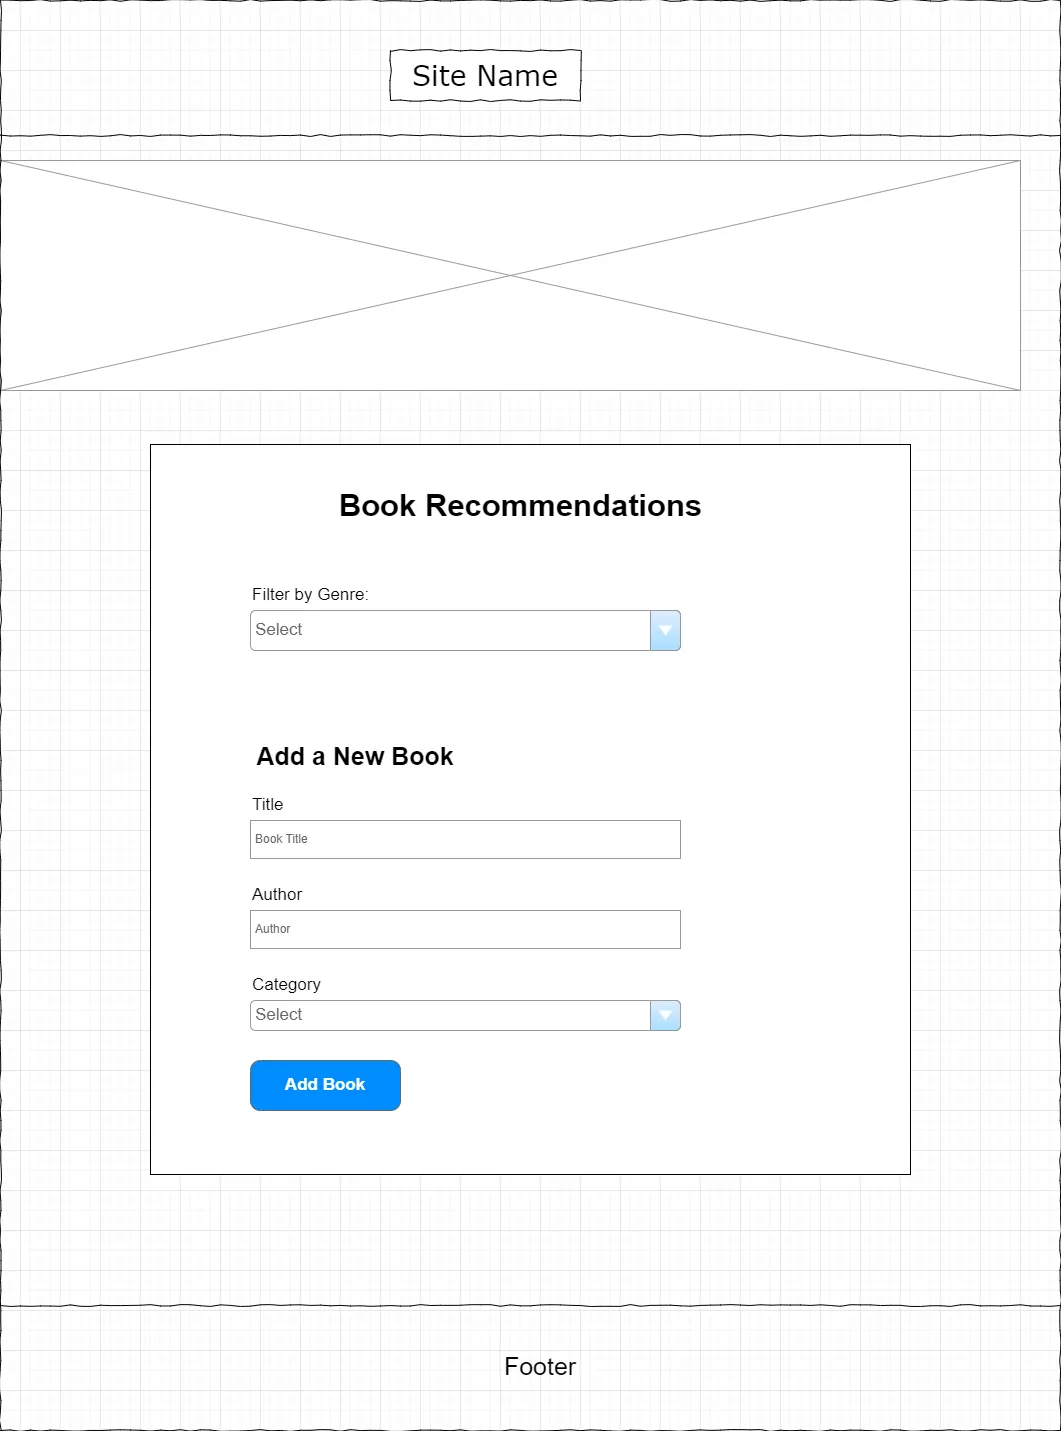 Site Name
Book Recommendations
Filter by Genre:
Select
Add a New Book
Title
Book Title
Author
Author
Category
Select
Add Book
Footer